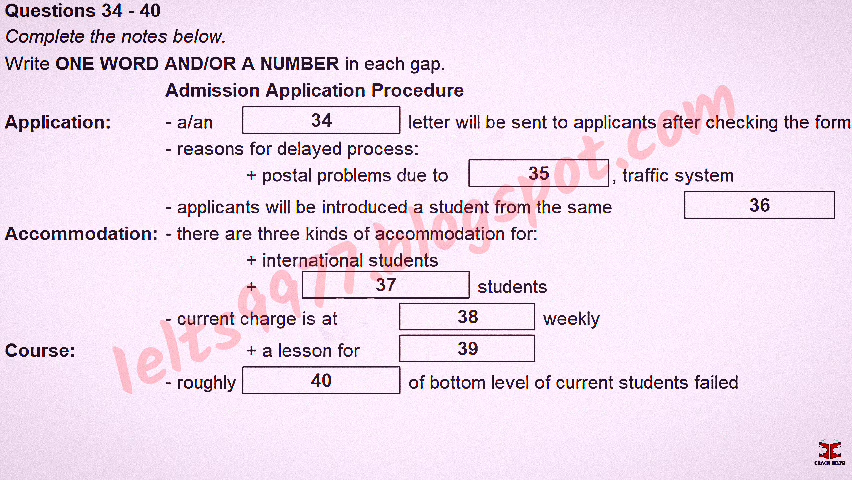 Questions 34 - 40
Complete the notes below.
Write ONE WORD AND/OR A NUMBER in each gap.
Admission Application Procedure
Application: - a/an 34 letter will be sent to applicants after checking the form
- reasons for delayed process:
+ postal problems due to 35 , traffic system
- applicants will be introduced a student from the same 36
Accommodation: - there are three kinds of accommodation for:
+ international students
+ 37 students
- current charge is at 38 weekly
Course: + a lesson for 39
- roughly 40 of bottom level of current students failed
Ielts9977.blogspot.com